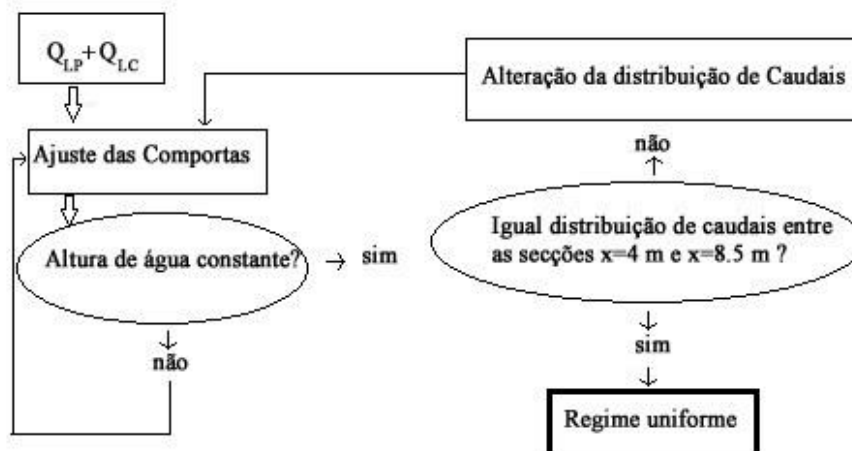 Q_LP + Q_LC
Alteração da distribuição de Caudais
Ajuste das Comportas
não
Igual distribuição de caudais entre
as secções x=4 m e x=8.5 m ?
Altura de água constante?
sim
não
sim
Regime uniforme